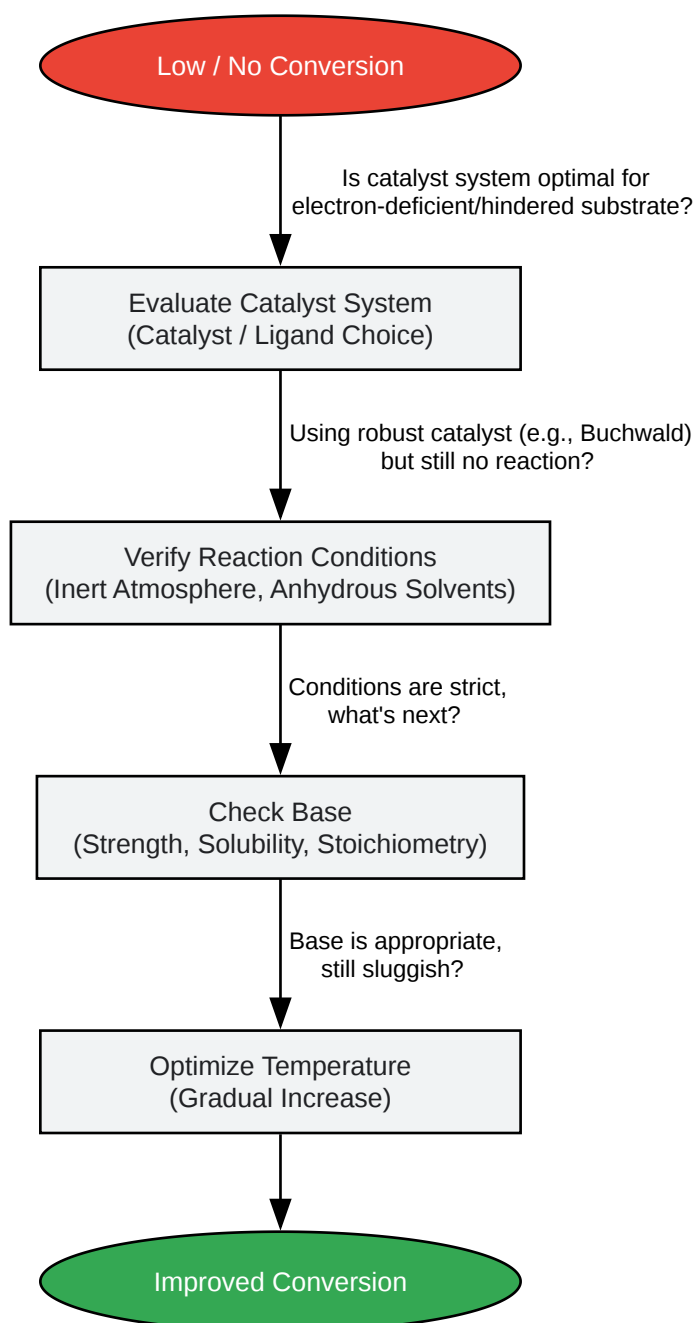 Low / No Conversion
Is catalyst system optimal for
electron-deficient/hindered substrate?
Evaluate Catalyst System
(Catalyst / Ligand Choice)
Using robust catalyst (e.g., Buchwald)
but still no reaction?
Verify Reaction Conditions
(Inert Atmosphere, Anhydrous Solvents)
Conditions are strict,
what's next?
Check Base
(Strength, Solubility, Stoichiometry)
Base is appropriate,
still sluggish?
Optimize Temperature
(Gradual Increase)
Improved Conversion